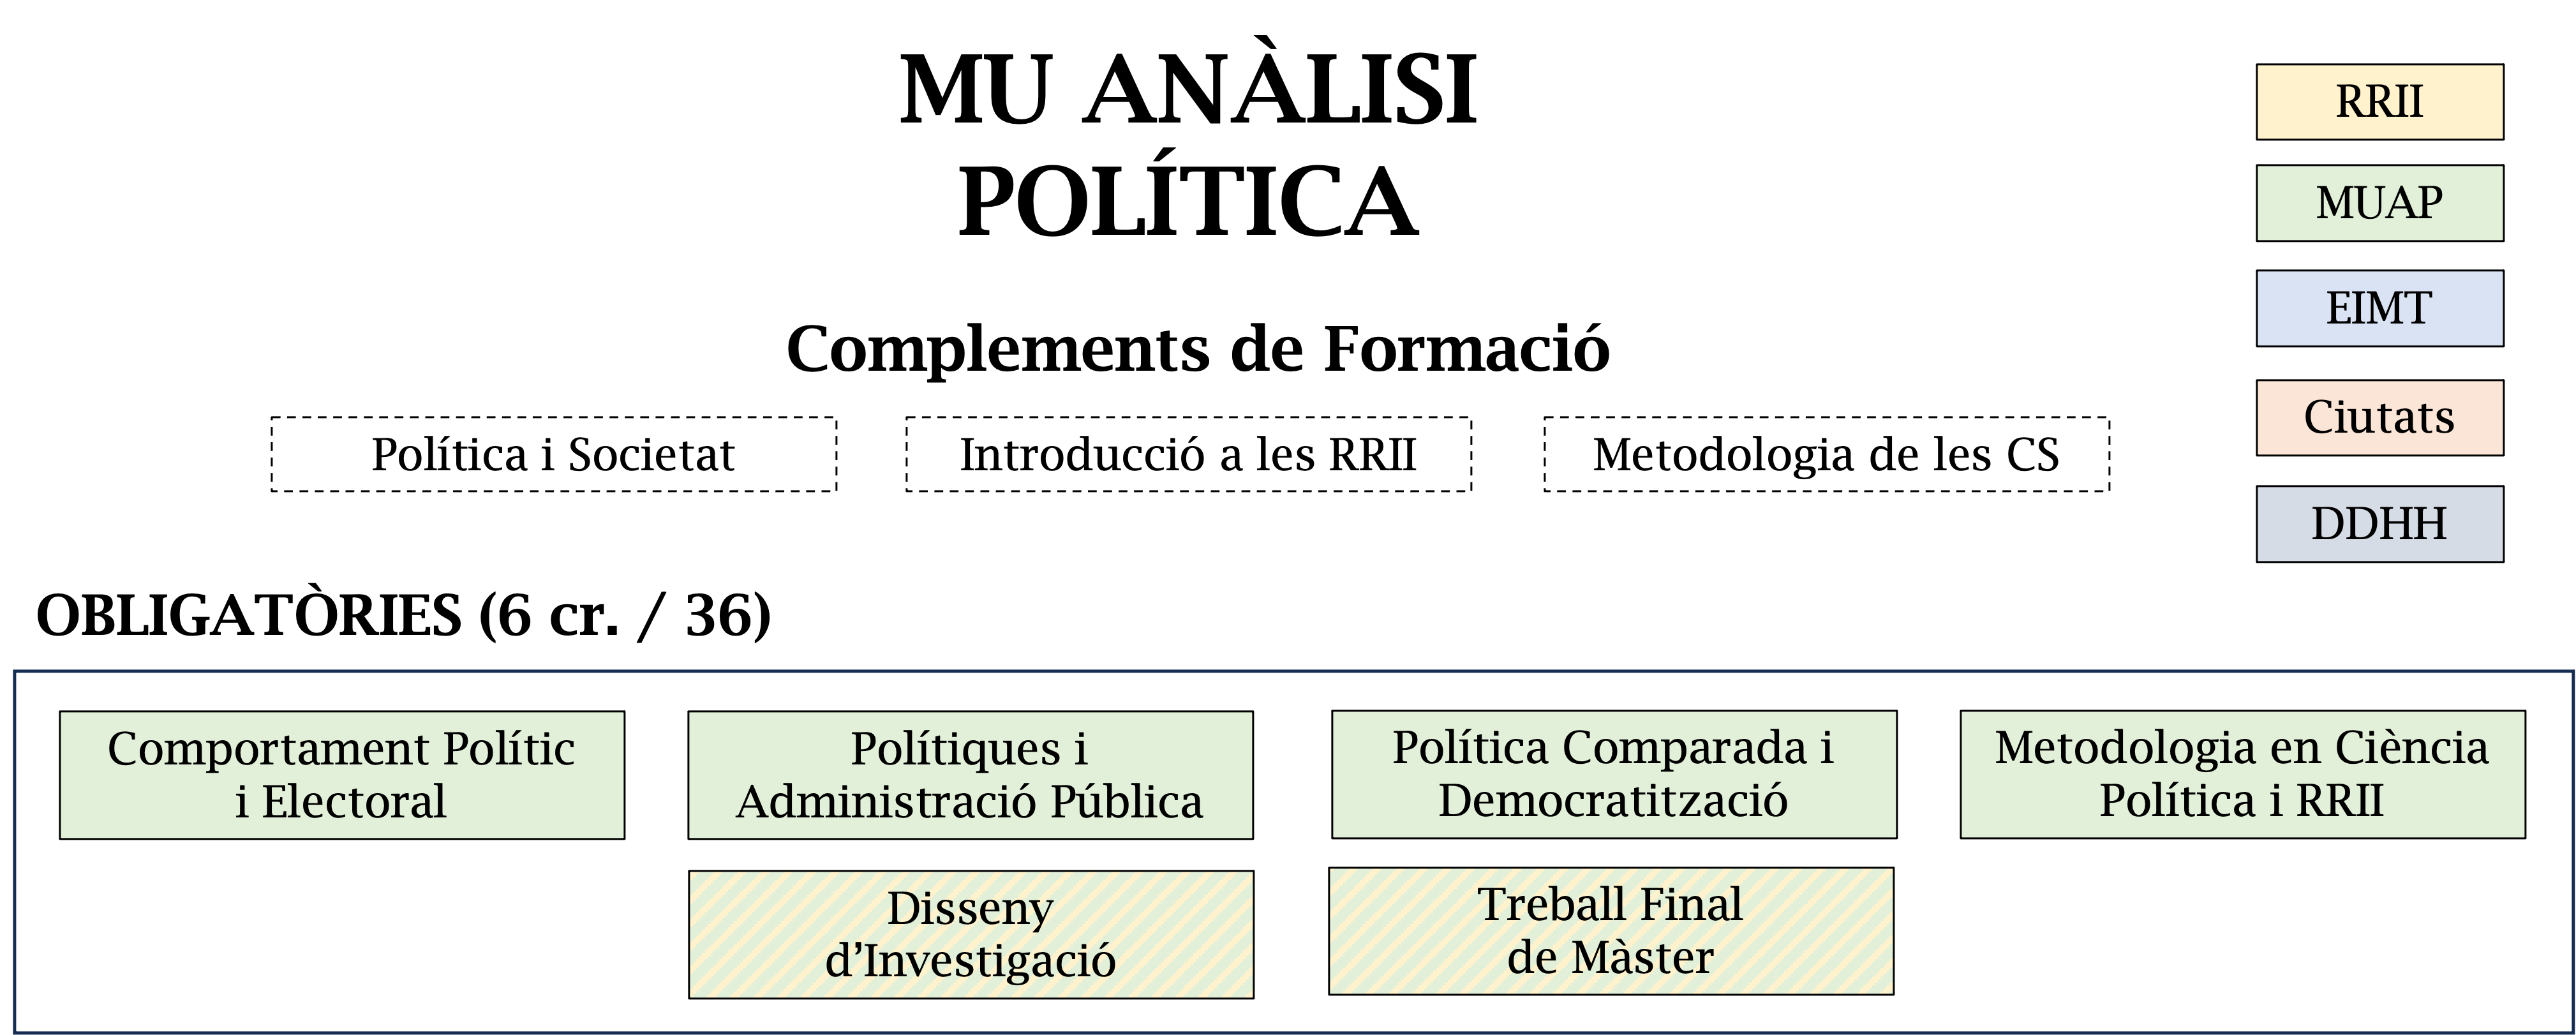 MU ANÀLISI
POLÍTICA
RRII
MUAP
EIMT
Ciutats
DDHH
Complements de Formació
Política i Societat
Introducció a les RRII
Metodologia de les CS
OBLIGATÒRIES (6 cr. / 36)
Comportament Polític
i Electoral
Polítiques i
Administració Pública
Política Comparada i
Democratització
Metodologia en Ciència
Política i RRII
Disseny
d’Investigació
Treball Final
de Màster